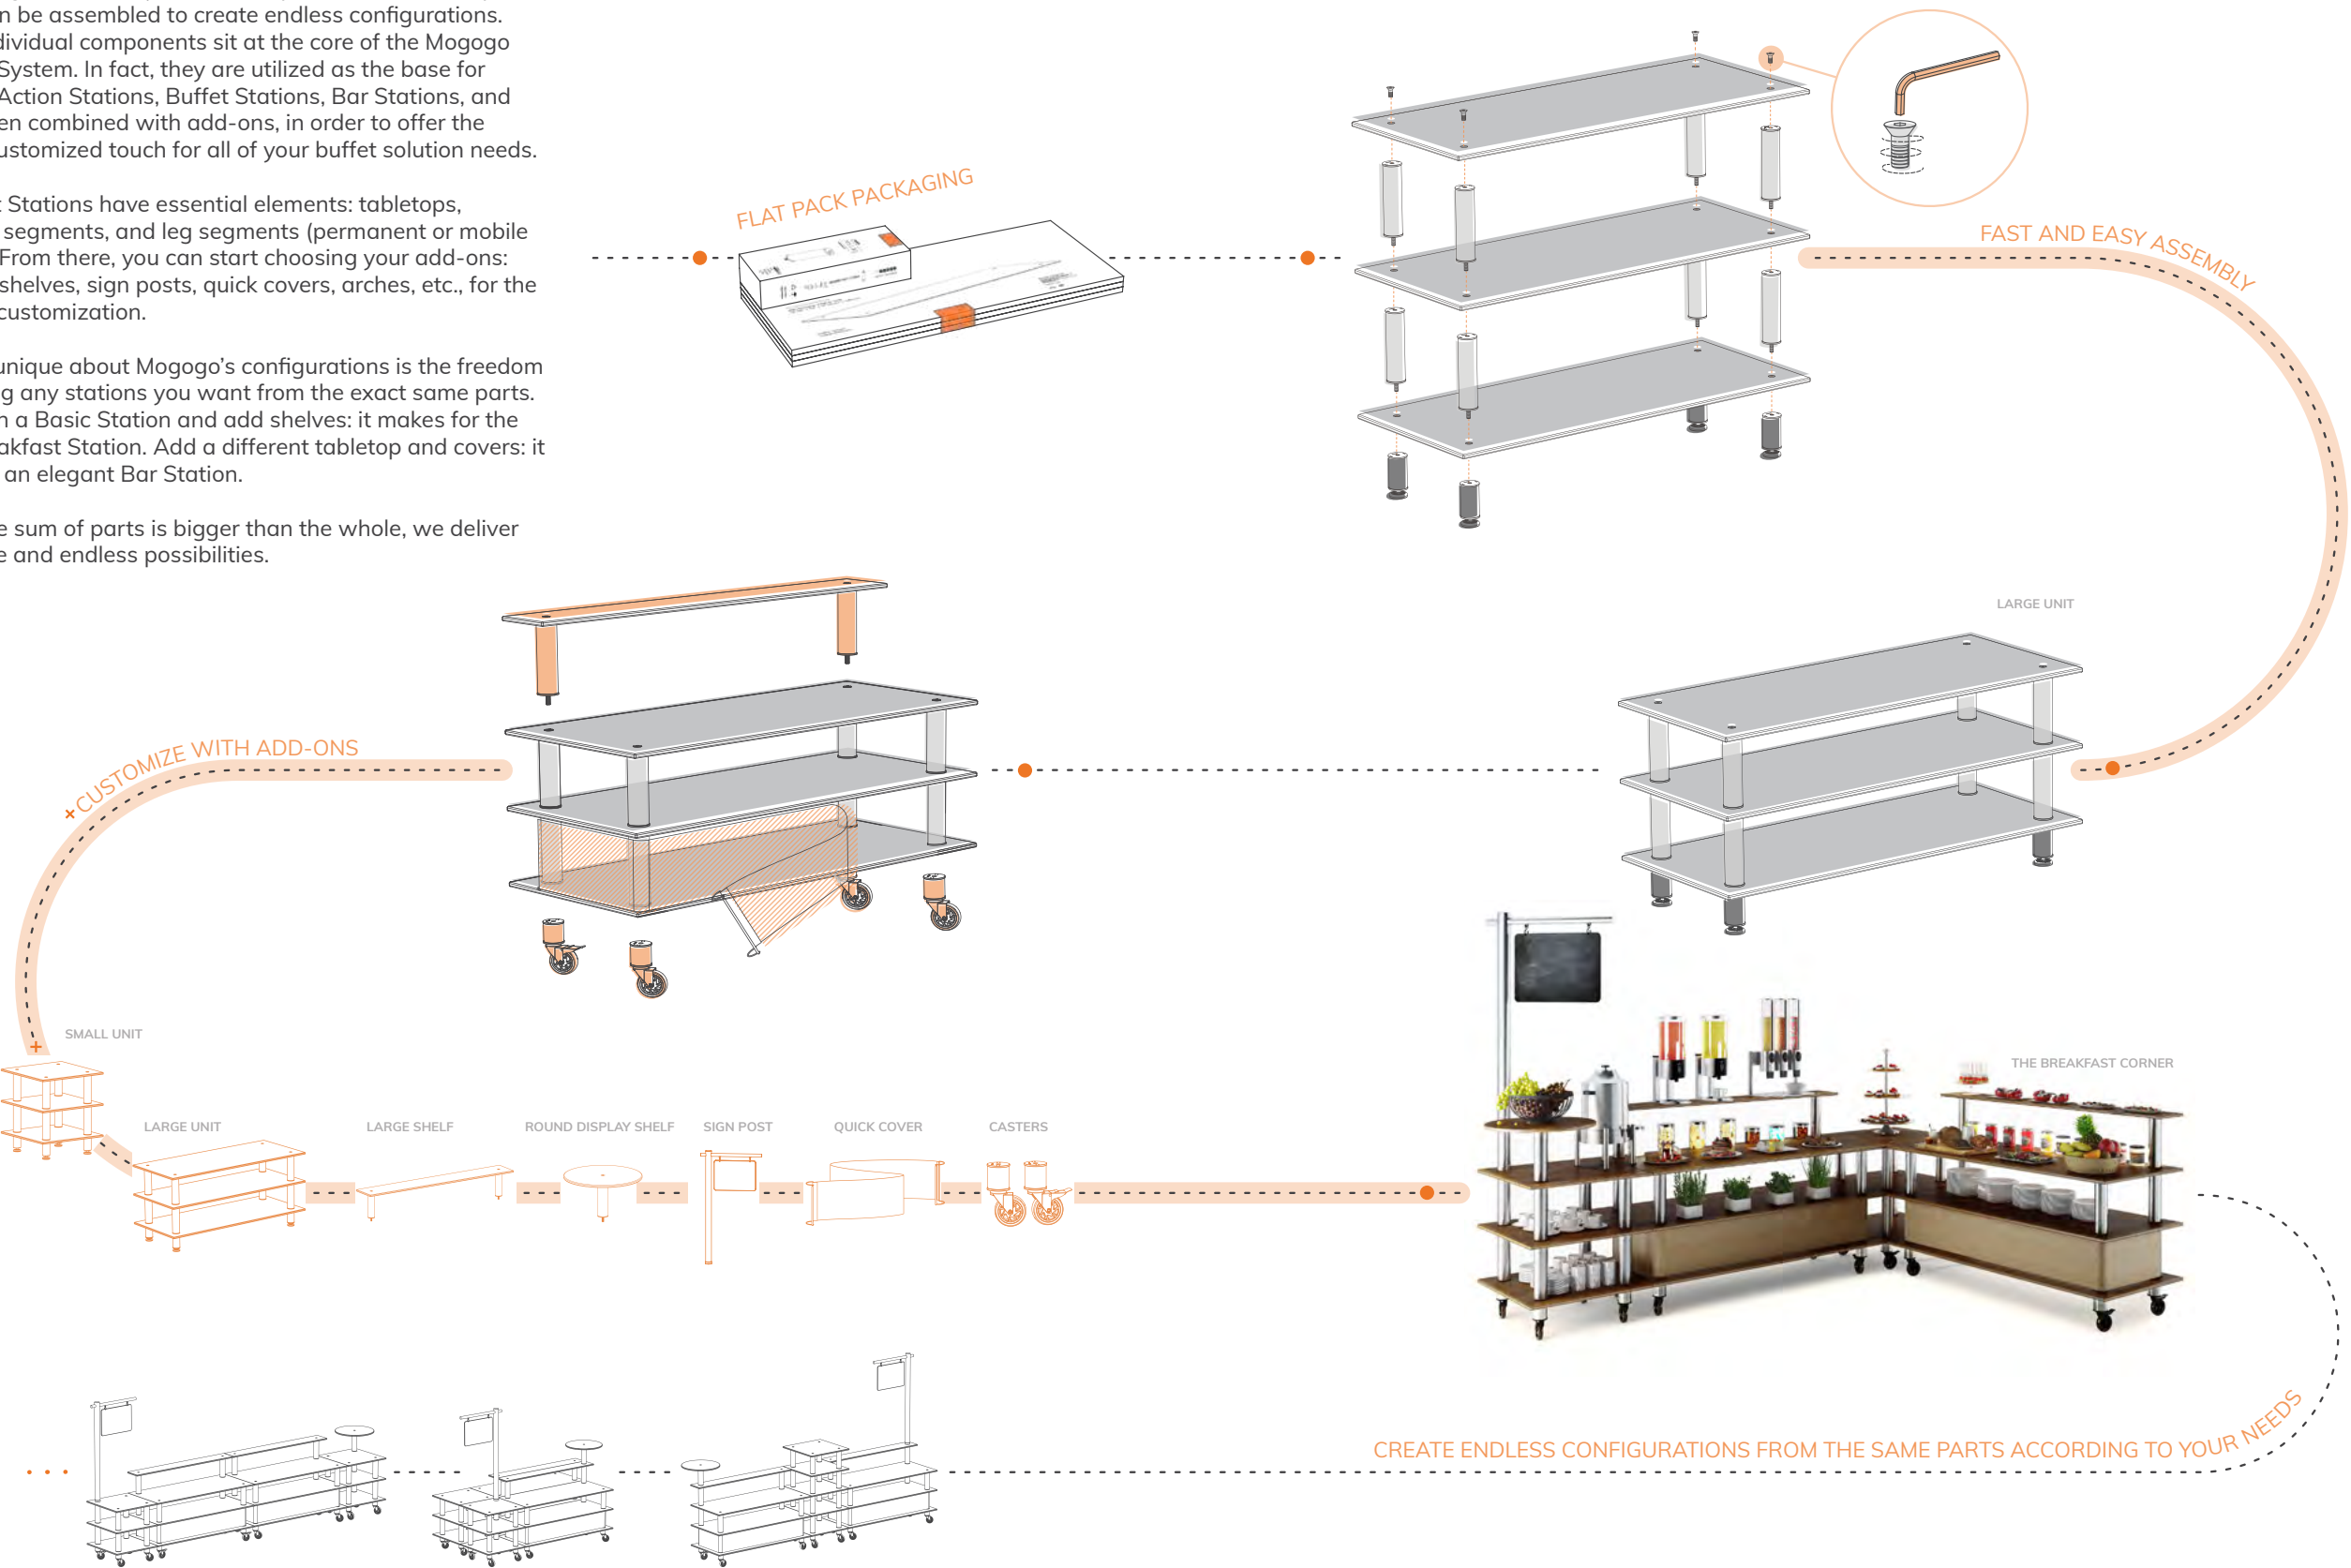 n be assembled to create endless configurations.
dividual components sit at the core of the Mogogo
System. In fact, they are utilized as the base for
Action Stations, Buffet Stations, Bar Stations, and
en combined with add-ons, in order to offer the
ustomized touch for all of your buffet solution needs.
t Stations have essential elements: tabletops,
segments, and leg segments (permanent or mobile
From there, you can start choosing your add-ons:
shelves, sign posts, quick covers, arches, etc., for the
customization.
unique about Mogogo’s configurations is the freedom
g any stations you want from the exact same parts.
n a Basic Station and add shelves: it makes for the
akfast Station. Add a different tabletop and covers: it
an elegant Bar Station.
e sum of parts is bigger than the whole, we deliver
e and endless possibilities.
FLAT PACK PACKAGING
FAST AND EASY ASSEMBLY
LARGE UNIT
+CUSTOMIZE WITH ADD-ONS
SMALL UNIT
LARGE UNIT
LARGE SHELF
ROUND DISPLAY SHELF
SIGN POST
QUICK COVER
CASTERS
THE BREAKFAST CORNER
CREATE ENDLESS CONFIGURATIONS FROM THE SAME PARTS ACCORDING TO YOUR NEEDS